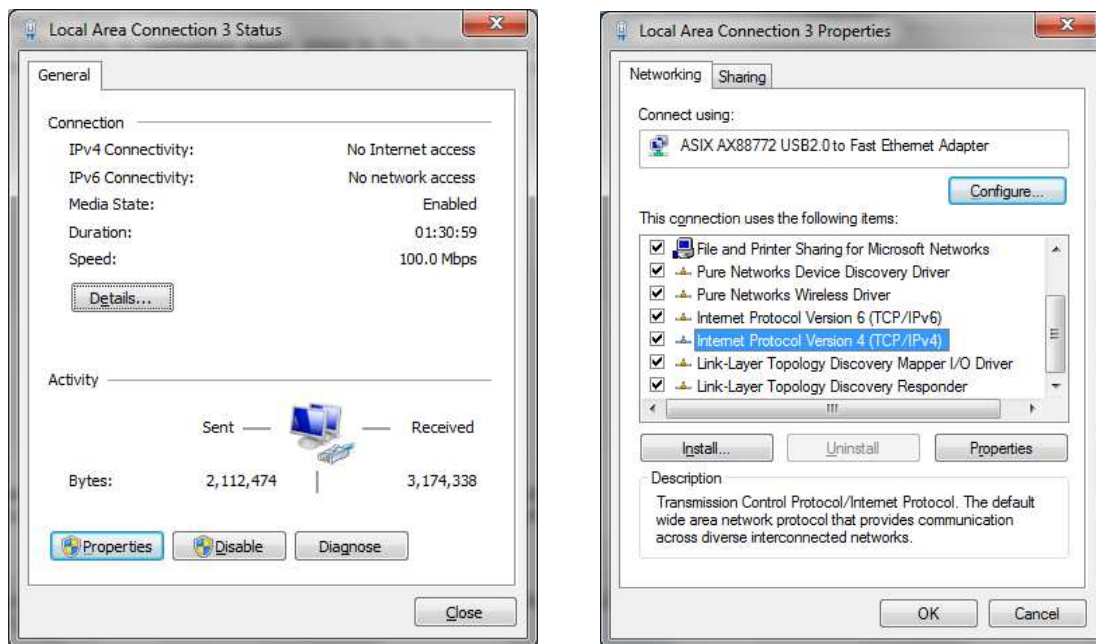 Local Area Connection 3 Status
General
Connection
IPv4 Connectivity: No Internet access
IPv6 Connectivity: No network access
Media State: Enabled
Duration: 01:30:59
Speed: 100.0 Mbps
Details...
Activity
Sent Received
Bytes: 2,112,474 3,174,338
Properties Disable Diagnose
Close
Local Area Connection 3 Properties
Networking Sharing
Connect using:
ASIX AX88772 USB2.0 to Fast Ethernet Adapter
Configure...
This connection uses the following items:
File and Printer Sharing for Microsoft Networks
Pure Networks Device Discovery Driver
Pure Networks Wireless Driver
Internet Protocol Version 6 (TCP/IPv6)
Internet Protocol Version 4 (TCP/IPv4)
Link-Layer Topology Discovery Mapper I/O Driver
Link-Layer Topology Discovery Responder
Install... Uninstall Properties
Description
Transmission Control Protocol/Internet Protocol. The default
wide area network protocol that provides communication
across diverse interconnected networks.
OK Cancel